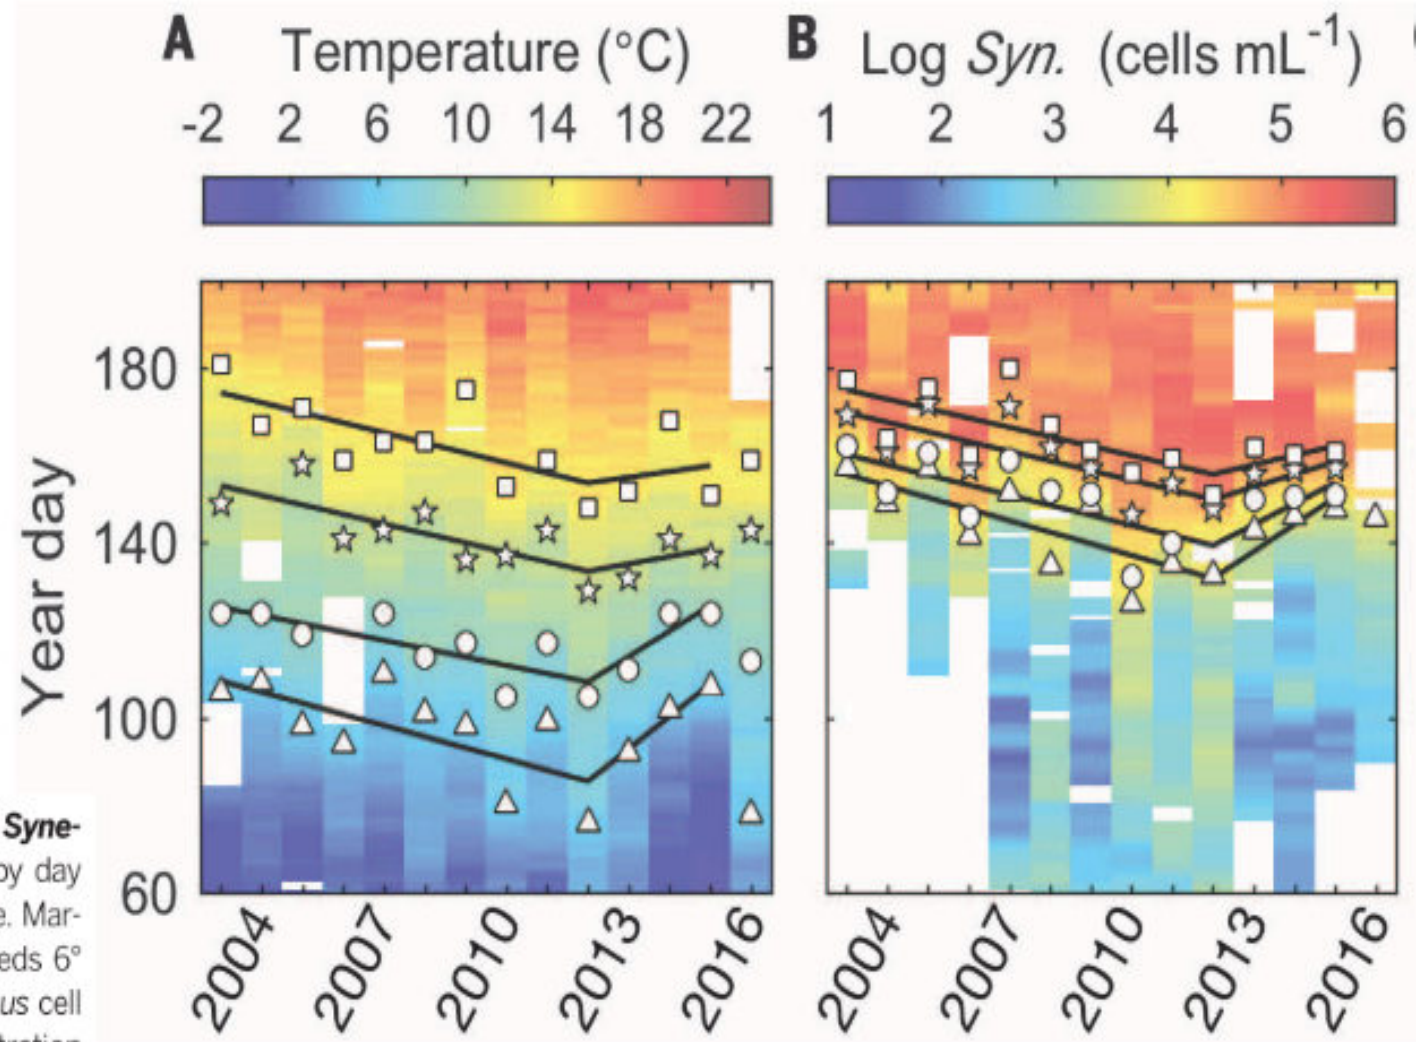 A Temperature (°C)
-2 2 6 10 14 18 22
B Log Syn. (cells mL⁻¹)
1 2 3 4 5 6
Year day
180
140
100
60
2004 2007 2010 2013 2016
2004 2007 2010 2013 2016
Syne-
by day
e. Mar-
eds 6°
us cell